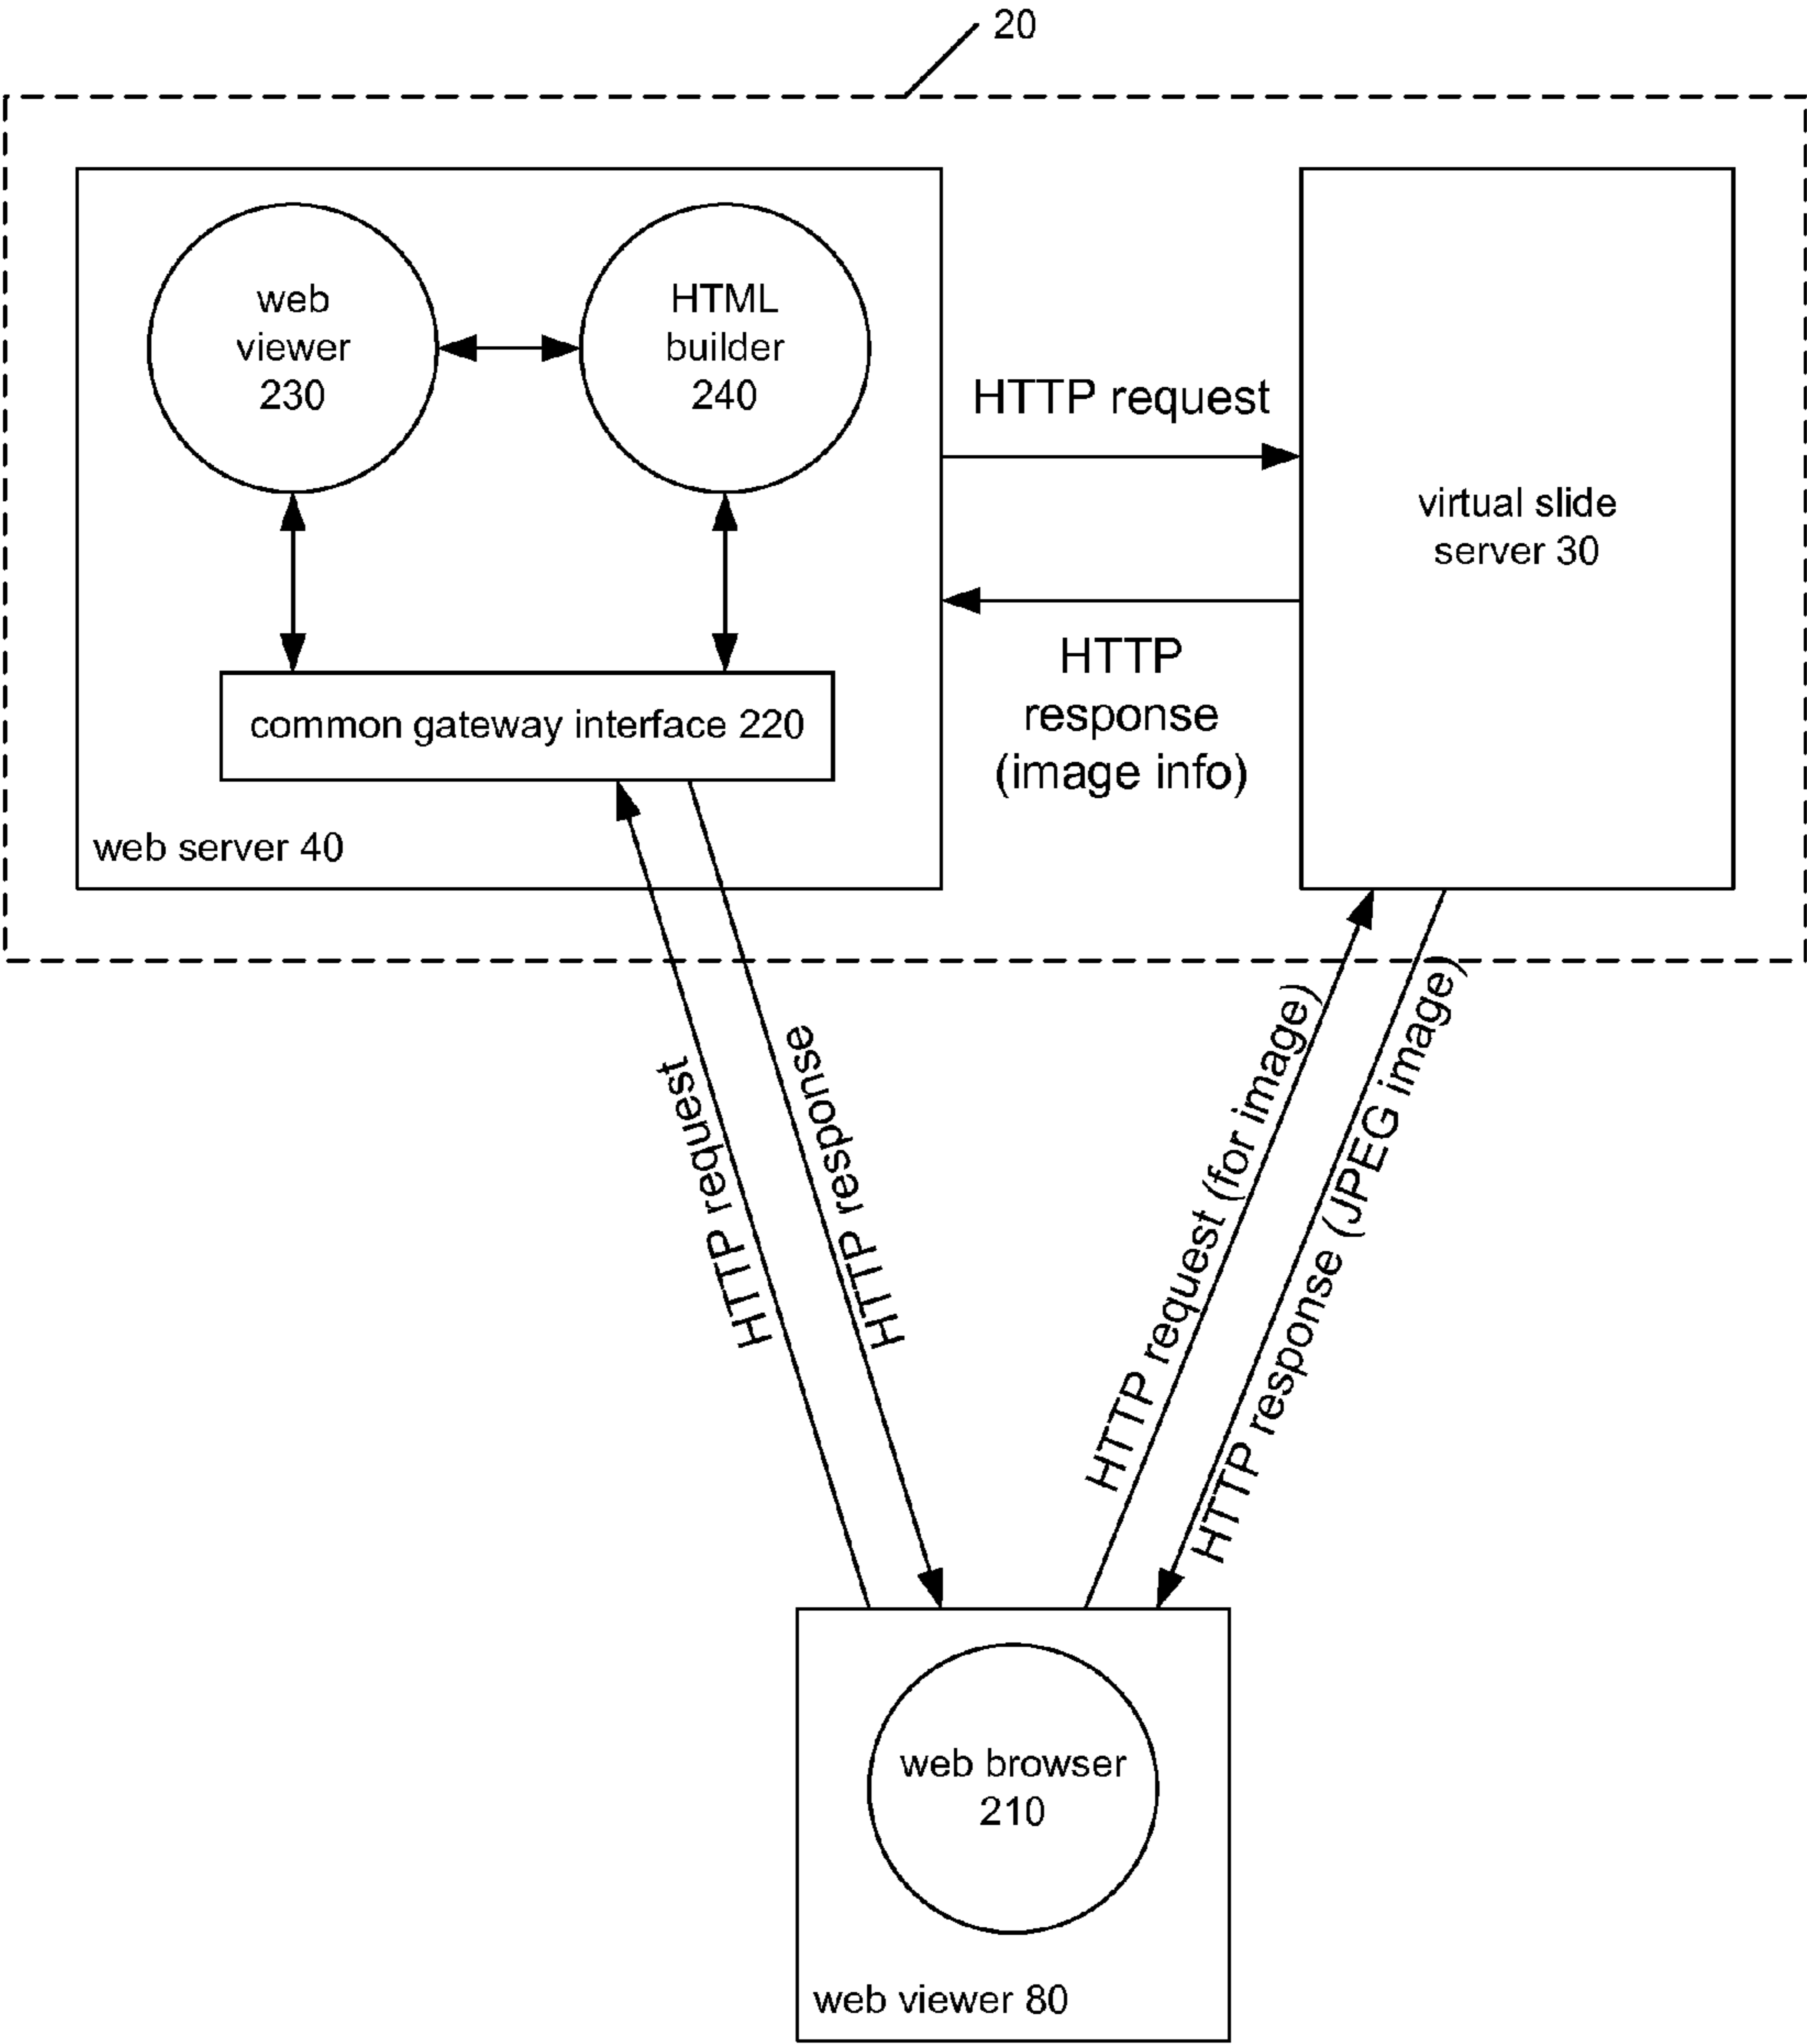 20
web
viewer
230
HTML
builder
240
HTTP request
virtual slide
server 30
HTTP
response
(image info)
common gateway interface 220
web server 40
HTTP request
HTTP response
HTTP request (for image)
HTTP response (JPEG image)
web browser
210
web viewer 80